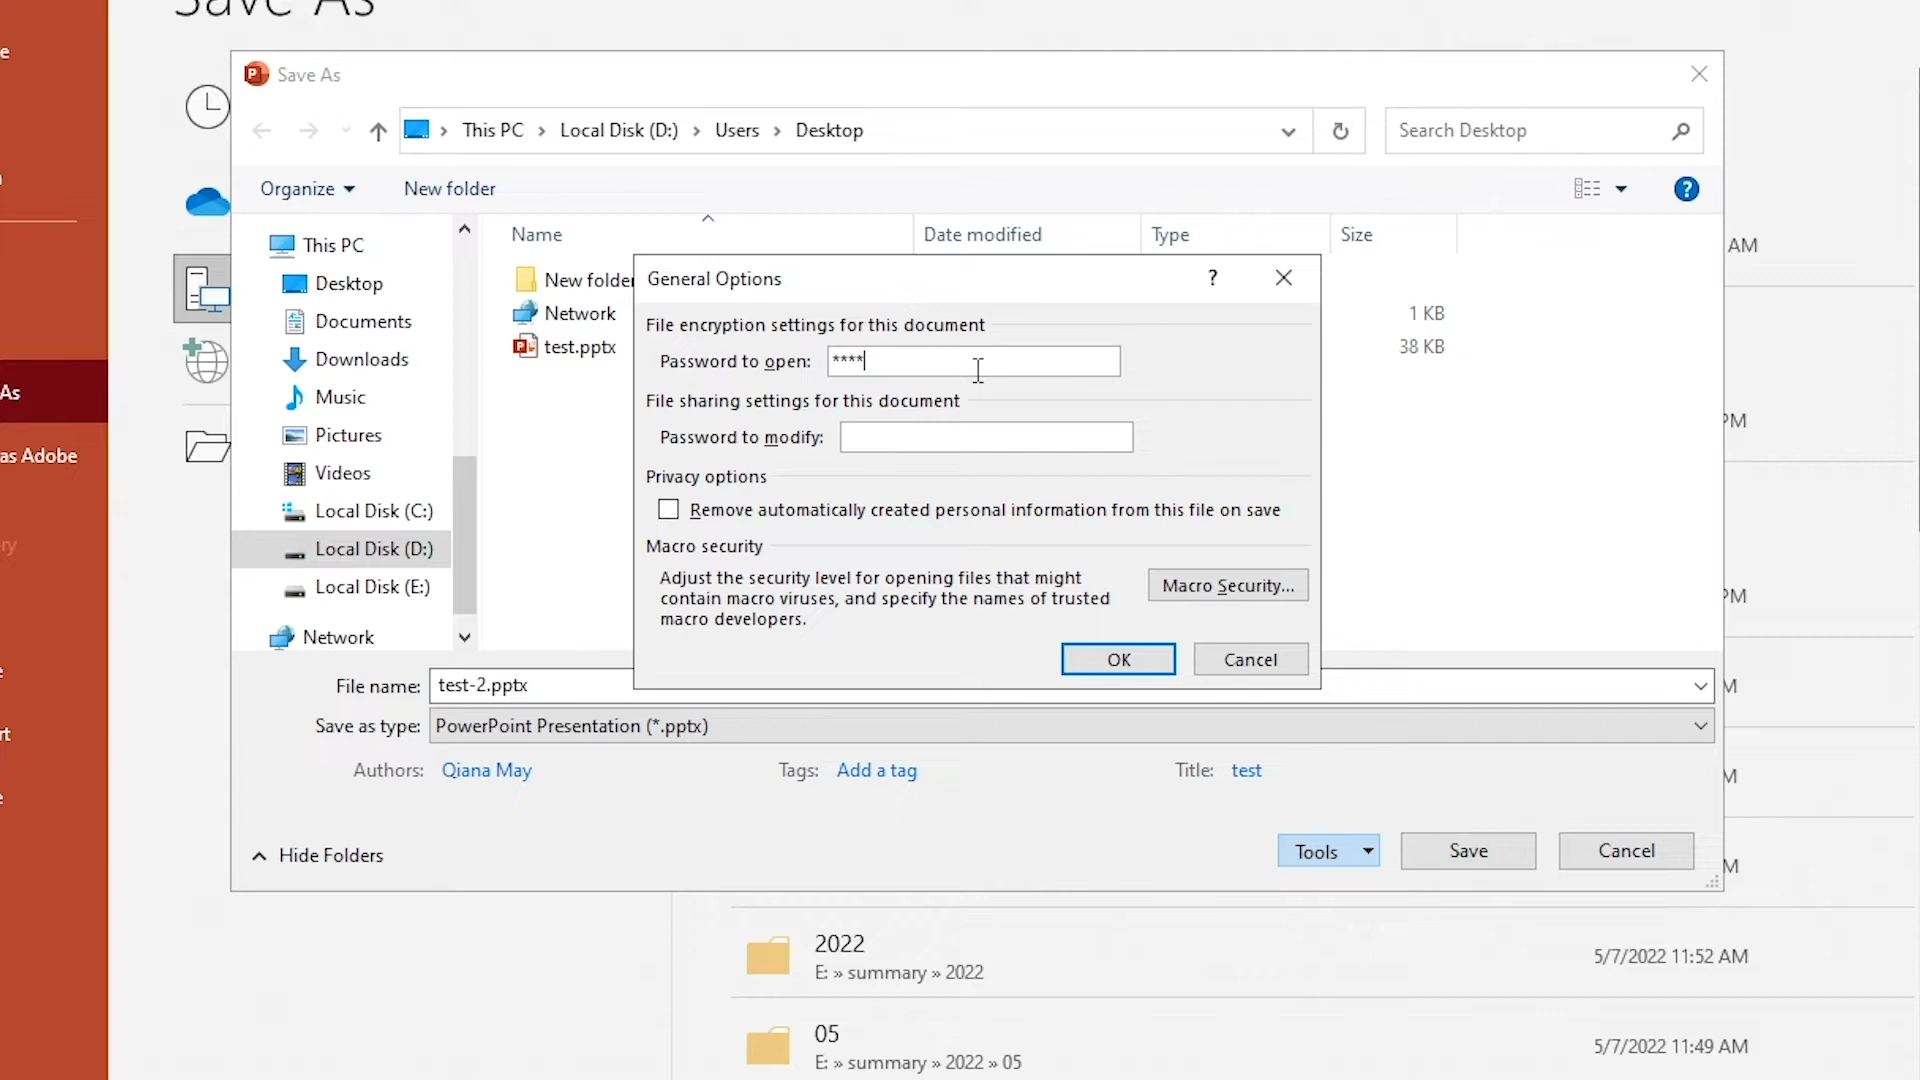 Save As
e
Save As
This PC > Local Disk (D:) > Users > Desktop
Search Desktop
Organize
New folder
As
as Adobe
ry
rt
e
e
This PC
Desktop
Documents
Downloads
Music
Pictures
Videos
Local Disk (C:)
Local Disk (D:)
Local Disk (E:)
Network
Name
Date modified
Type
Size
New folder
Network
1 KB
test.pptx
38 KB
General Options
?
File encryption settings for this document
Password to open: ****
File sharing settings for this document
Password to modify:
Privacy options
Remove automatically created personal information from this file on save
Macro security
Adjust the security level for opening files that might
contain macro viruses, and specify the names of trusted
macro developers.
Macro Security...
OK
Cancel
File name: test-2.pptx
Save as type: PowerPoint Presentation (*.pptx)
Authors: Qiana May
Tags: Add a tag
Title: test
Hide Folders
Tools
Save
Cancel
AM
PM
PM
M
M
M
2022
E: » summary » 2022
5/7/2022 11:52 AM
05
E: » summary » 2022 » 05
5/7/2022 11:49 AM